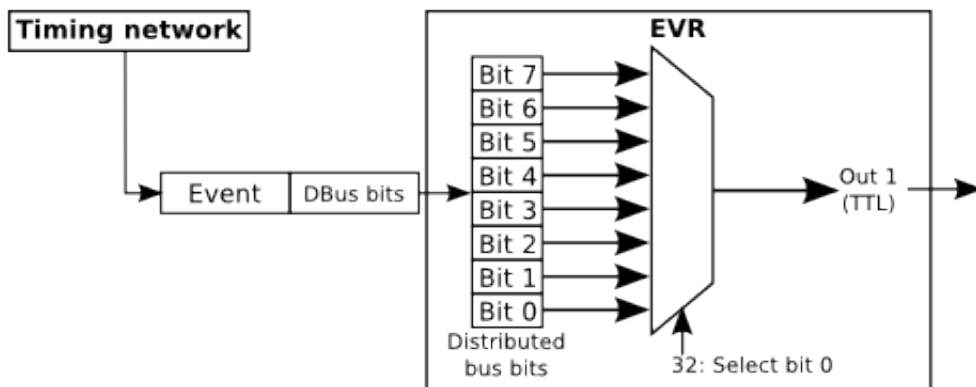 Timing network
EVR
Bit 7
Bit 6
Bit 5
Bit 4
Bit 3
Bit 2
Bit 1
Bit 0
Event
DBus bits
Out 1
(TTL)
Distributed
bus bits
32: Select bit 0